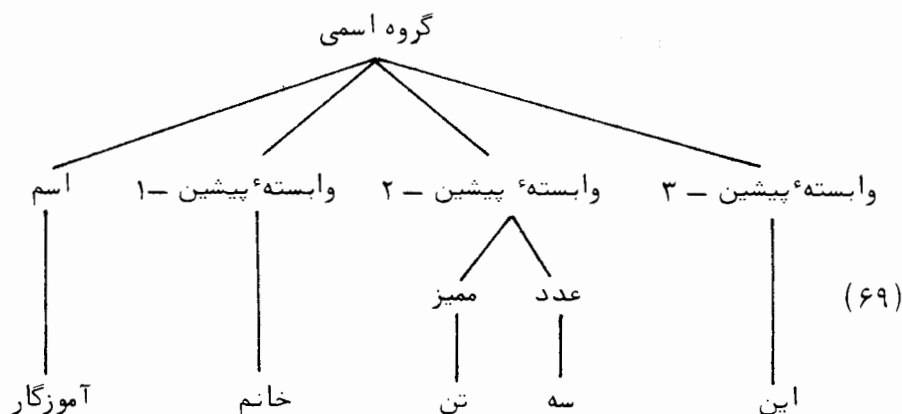 گروه اسمی
وابستهٔ پیشین – ۳ وابستهٔ پیشین – ۲ وابستهٔ پیشین – ۱ اسم
عدد ممیز
(۶۹)
این سه تن خانم آموزگار